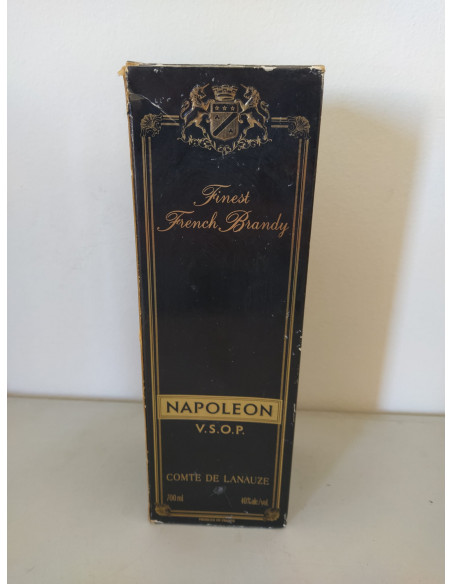 Finest
French Brandy
NAPOLEON
V.S.O.P.
COMTE DE LANAUZE
700 ml 40%alc/vol.